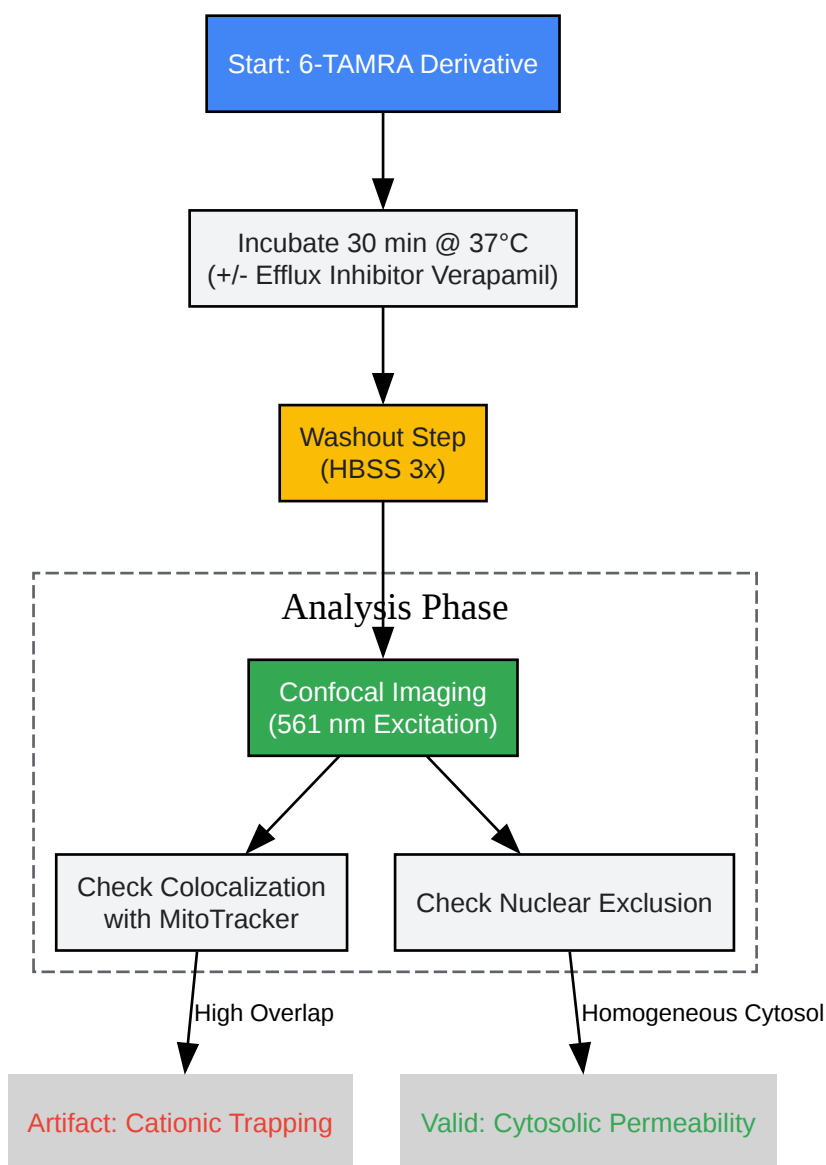 Start: 6-TAMRA Derivative
Incubate 30 min @ 37°C
(+/- Efflux Inhibitor Verapamil)
Washout Step
(HBSS 3x)
Analysis Phase
Confocal Imaging
(561 nm Excitation)
Check Colocalization
with MitoTracker
Check Nuclear Exclusion
High Overlap
Homogeneous Cytosol
Artifact: Cationic Trapping
Valid: Cytosolic Permeability